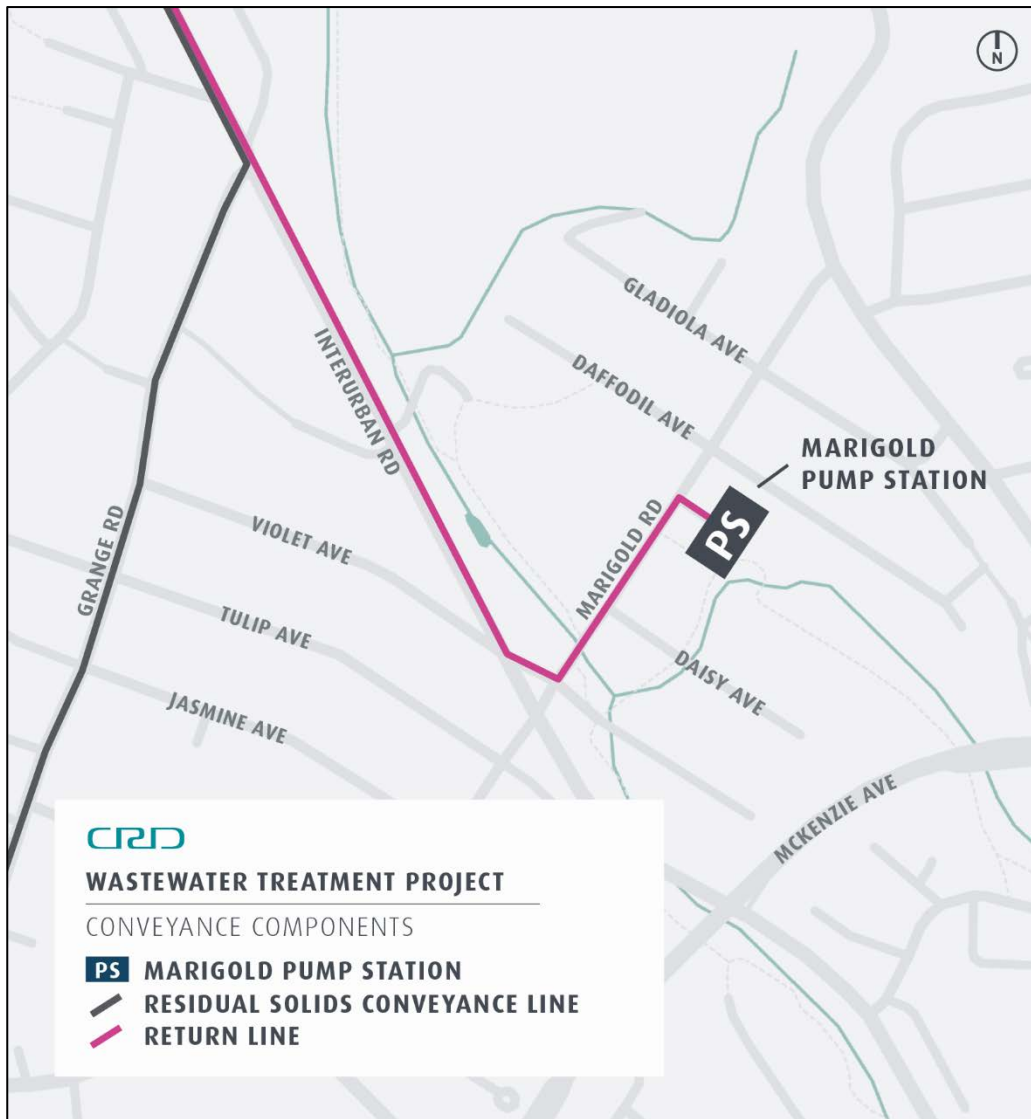 N
GLADIOLA AVE
DAFFODIL AVE
INTERURBAN RD
MARIGOLD
PUMP STATION
PS
MARIGOLD RD
GRANGE RD
VIOLET AVE
TULIP AVE
JASMINE AVE
DAISY AVE
MCKENZIE AVE
CRD
WASTEWATER TREATMENT PROJECT
CONVEYANCE COMPONENTS
PS MARIGOLD PUMP STATION
RESIDUAL SOLIDS CONVEYANCE LINE
RETURN LINE